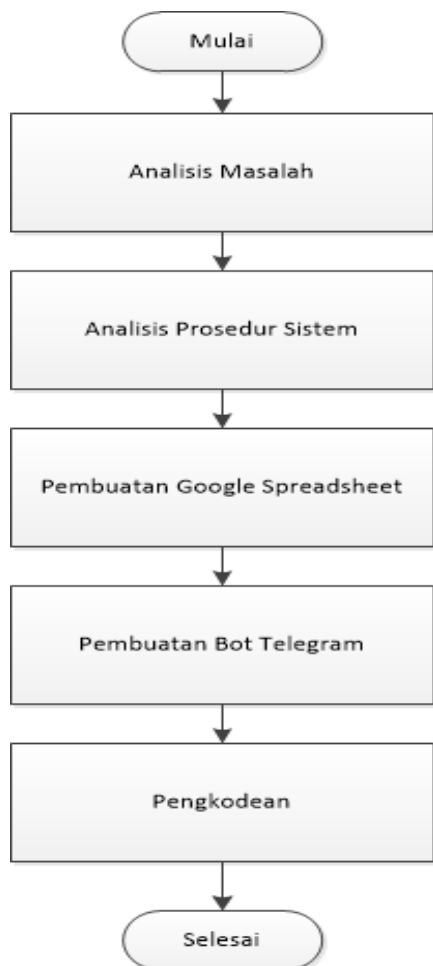 Mulai
Analisis Masalah
Analisis Prosedur Sistem
Pembuatan Google Spreadsheet
Pembuatan Bot Telegram
Pengkodean
Selesai